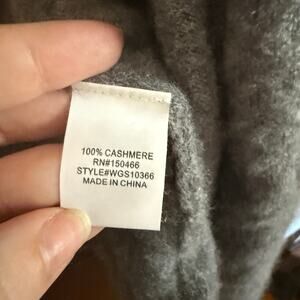 100% CASHMERE
RN#150466
STYLE#WGS10366
MADE IN CHINA